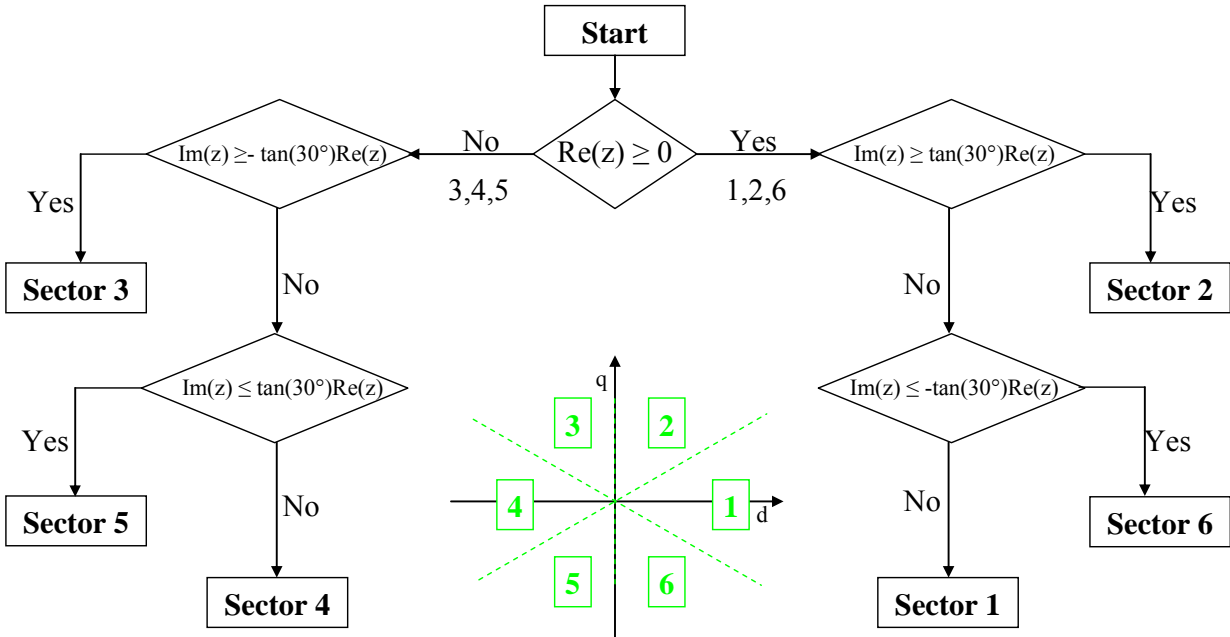 Start
Im(z) ≥- tan(30°)Re(z)
No
Re(z) ≥ 0
Yes
Im(z) ≥ tan(30°)Re(z)
3,4,5
1,2,6
Yes
Yes
Sector 3
No
No
Sector 2
Im(z) ≤ tan(30°)Re(z)
q
Im(z) ≤ -tan(30°)Re(z)
3
2
Yes
Yes
4
1
d
Sector 5
No
No
Sector 6
5
6
Sector 4
Sector 1